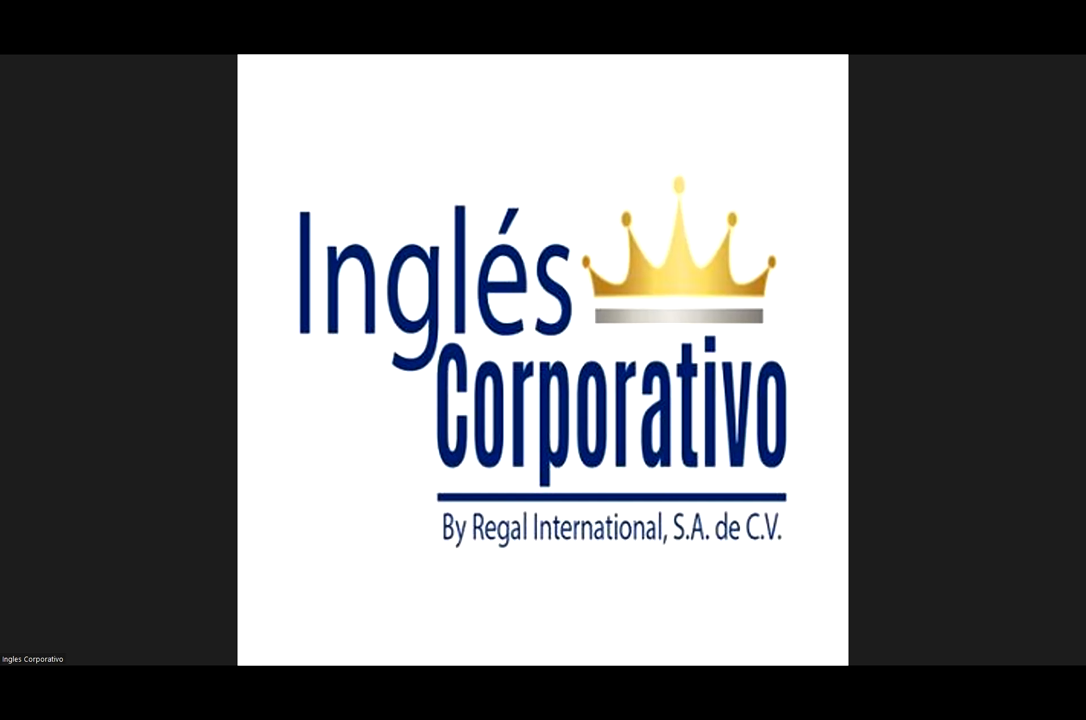 Inglés
Corporativo
By Regal International, S.A. de C.V.
Ingles Corporativo